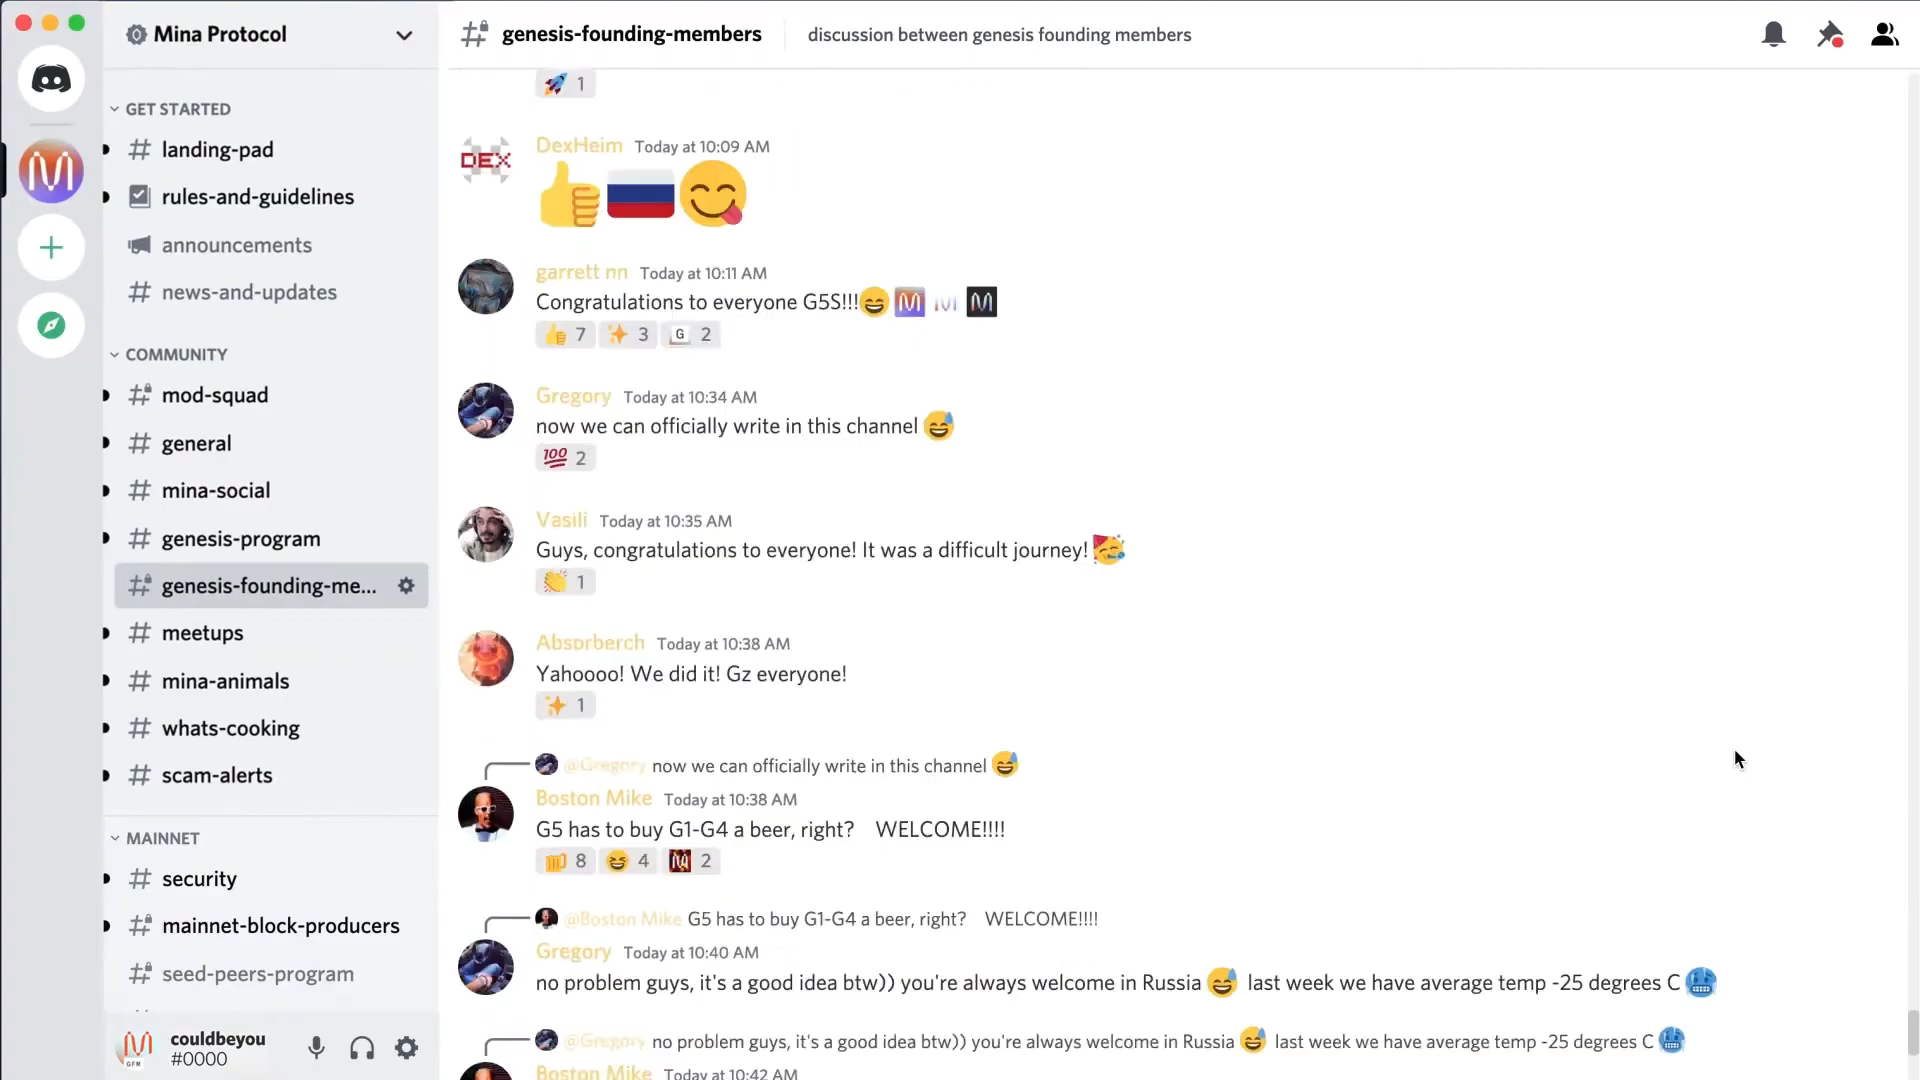 Mina Protocol
GET STARTED
landing-pad
rules-and-guidelines
announcements
news-and-updates
COMMUNITY
mod-squad
general
mina-social
genesis-program
genesis-founding-me...
meetups
mina-animals
whats-cooking
scam-alerts
MAINNET
security
mainnet-block-producers
seed-peers-program
couldbeyou
#0000
genesis-founding-members
discussion between genesis founding members
1
DEX
DexHeim Today at 10:09 AM
garrett nn Today at 10:11 AM
Congratulations to everyone G5S!!!
7 3 G 2
Gregory Today at 10:34 AM
now we can officially write in this channel
100 2
Vasili Today at 10:35 AM
Guys, congratulations to everyone! It was a difficult journey!
1
Absorberch Today at 10:38 AM
Yahoooo! We did it! Gz everyone!
1
@Gregory now we can officially write in this channel
Boston Mike Today at 10:38 AM
G5 has to buy G1-G4 a beer, right? WELCOME!!!!
8 4 2
@Boston Mike G5 has to buy G1-G4 a beer, right? WELCOME!!!!
Gregory Today at 10:40 AM
no problem guys, it's a good idea btw)) you're always welcome in Russia last week we have average temp -25 degrees C
@Gregory no problem guys, it's a good idea btw)) you're always welcome in Russia last week we have average temp -25 degrees C
Boston Mike Today at 10:42 AM